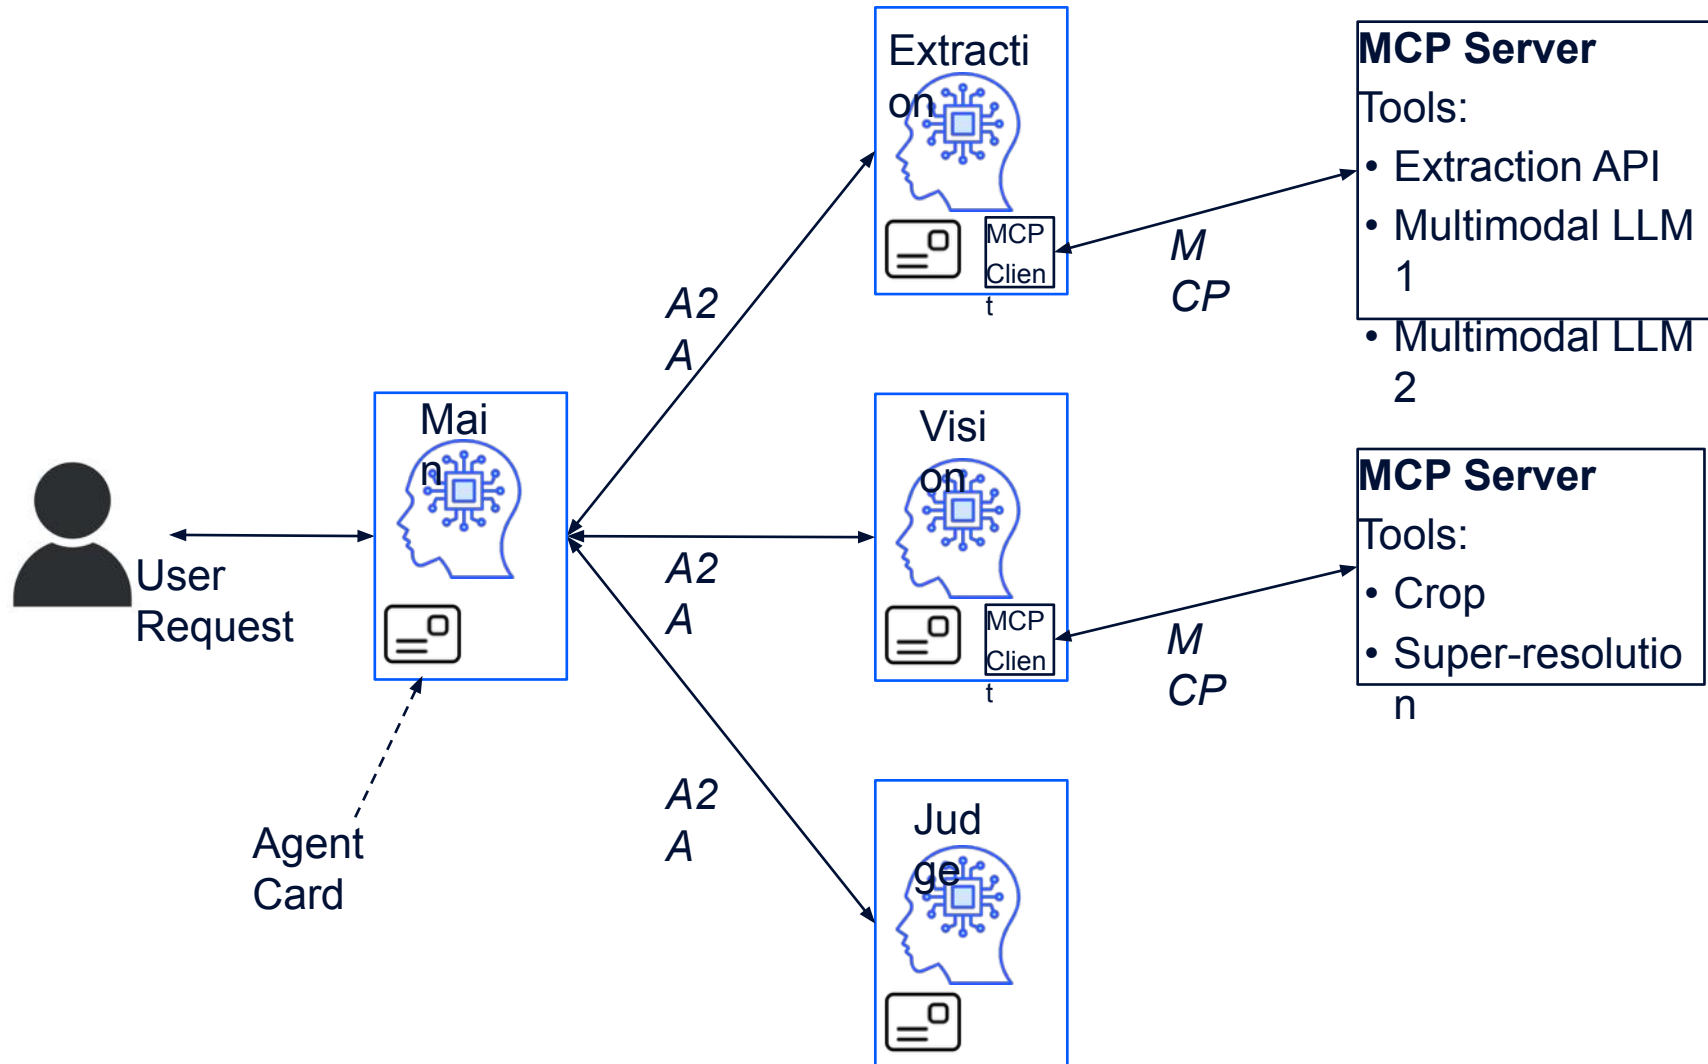 Extracti
on
MCP
Clien
t
MCP Server
Tools:
• Extraction API
• Multimodal LLM
1
• Multimodal LLM
2
M
CP
A2
A
Mai
n
User
Request
Agent
Card
A2
A
Visi
on
MCP
Clien
t
M
CP
MCP Server
Tools:
• Crop
• Super-resolutio
n
A2
A
Jud
ge